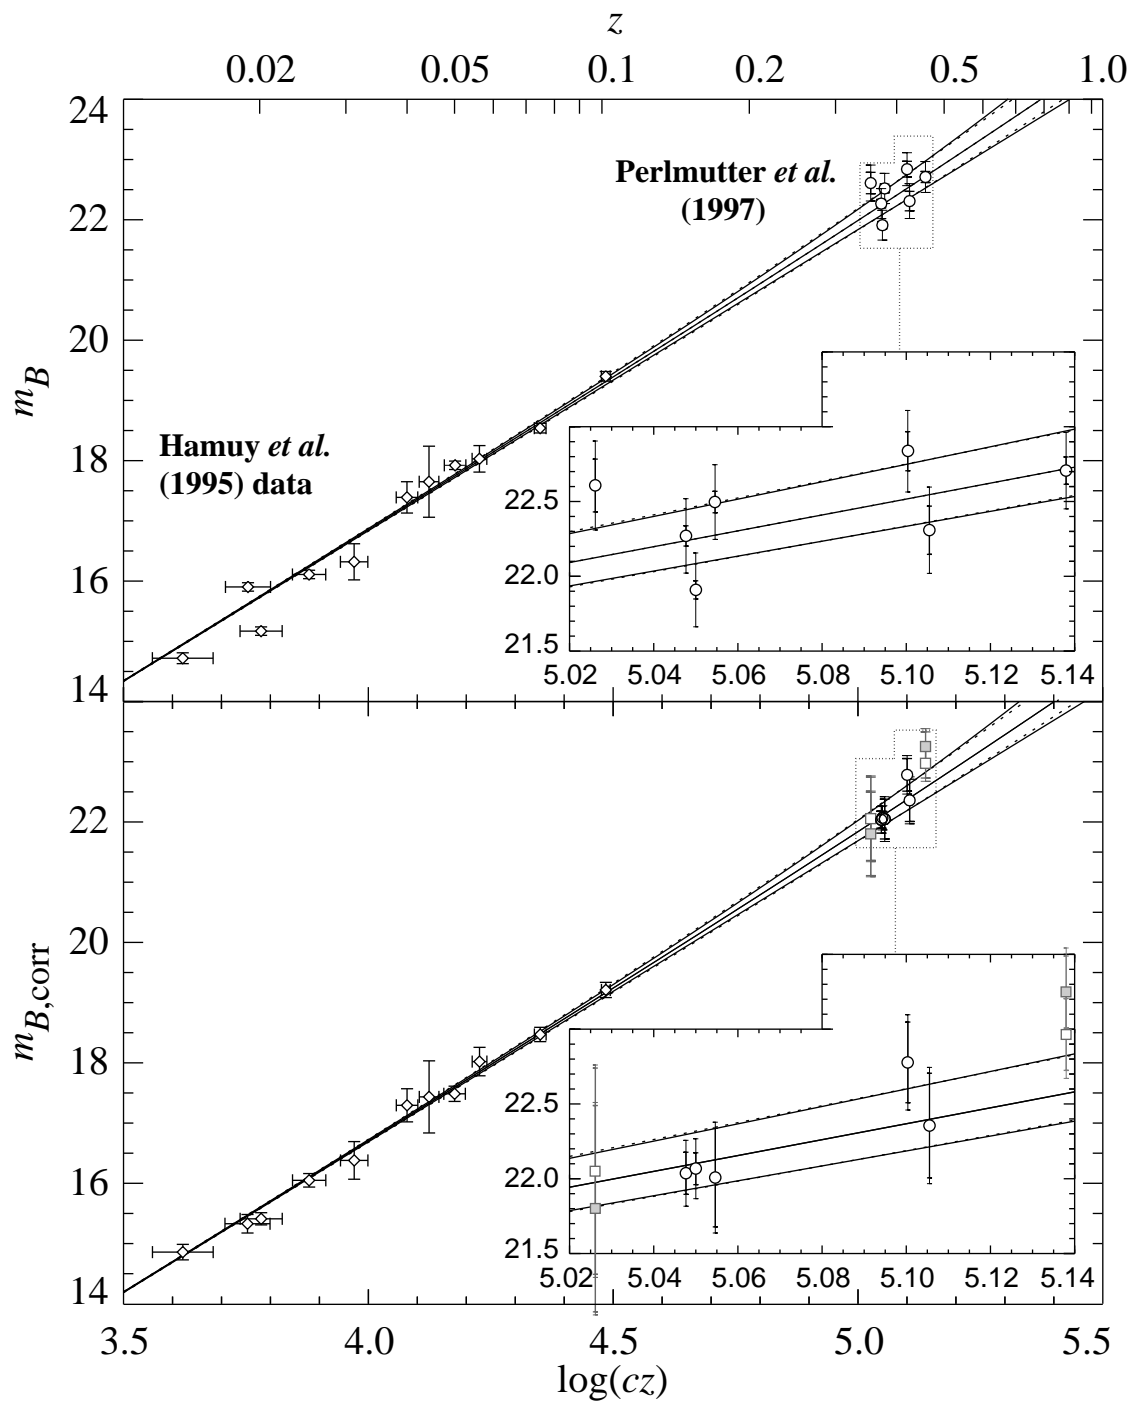 z
0.02 0.05 0.1 0.2 0.5 1.0
24
22
20
18
16
14
m_B
Perlmutter et al.
(1997)
Hamuy et al.
(1995) data
22.5
22.0
21.5
5.02 5.04 5.06 5.08 5.10 5.12 5.14
22
20
18
16
14
m_B,corr
22.5
22.0
21.5
5.02 5.04 5.06 5.08 5.10 5.12 5.14
3.5 4.0 4.5 5.0 5.5
log(cz)